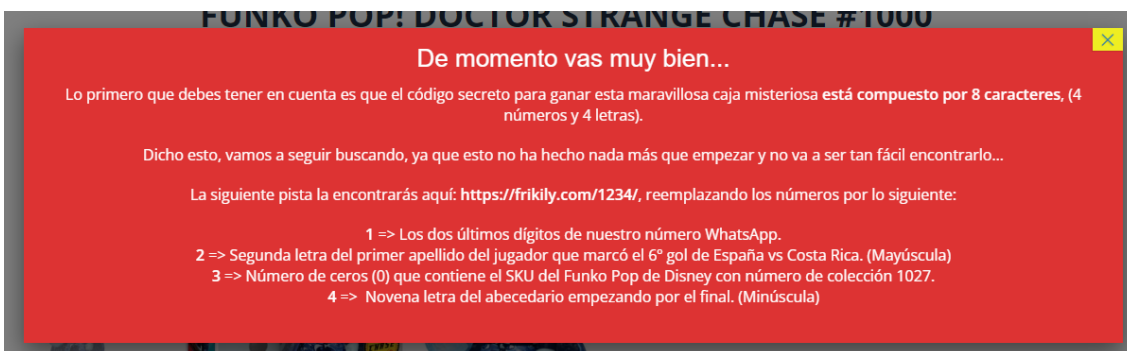 FUNKO POP! DOCTOR STRANGE CHASE #1000
×
De momento vas muy bien...
Lo primero que debes tener en cuenta es que el código secreto para ganar esta maravillosa caja misteriosa está compuesto por 8 caracteres, (4
números y 4 letras).
Dicho esto, vamos a seguir buscando, ya que esto no ha hecho nada más que empezar y no va a ser tan fácil encontrarlo...
La siguiente pista la encontrarás aquí: https://frikily.com/1234/, reemplazando los números por lo siguiente:
1 => Los dos últimos dígitos de nuestro número WhatsApp.
2 => Segunda letra del primer apellido del jugador que marcó el 6º gol de España vs Costa Rica. (Mayúscula)
3 => Número de ceros (0) que contiene el SKU del Funko Pop de Disney con número de colección 1027.
4 => Novena letra del abecedario empezando por el final. (Minúscula)